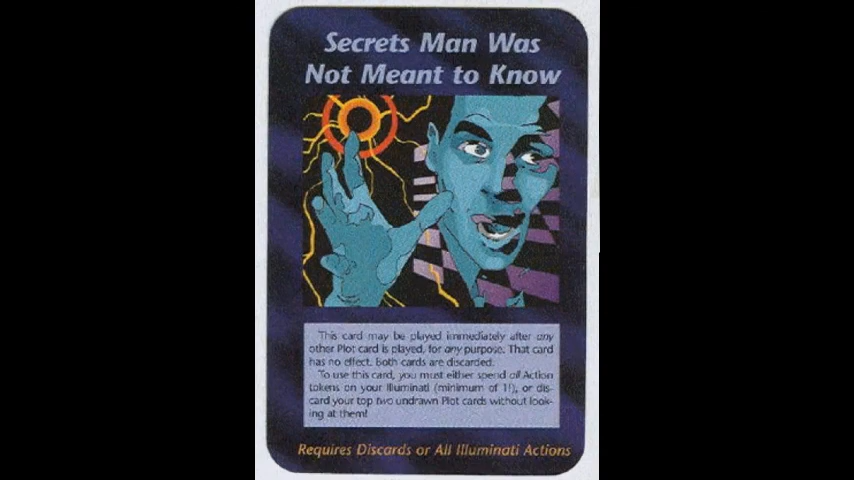 Secrets Man Was
Not Meant to Know
This card may be played immediately after any
other Plot card is played, for any purpose. That card
has no effect. Both cards are discarded.
To use this card, you must either spend all Action
tokens on your Illuminati (minimum of 1!), or dis-
card your top two undrawn Plot cards without look-
ing at them!
Requires Discards or All Illuminati Actions